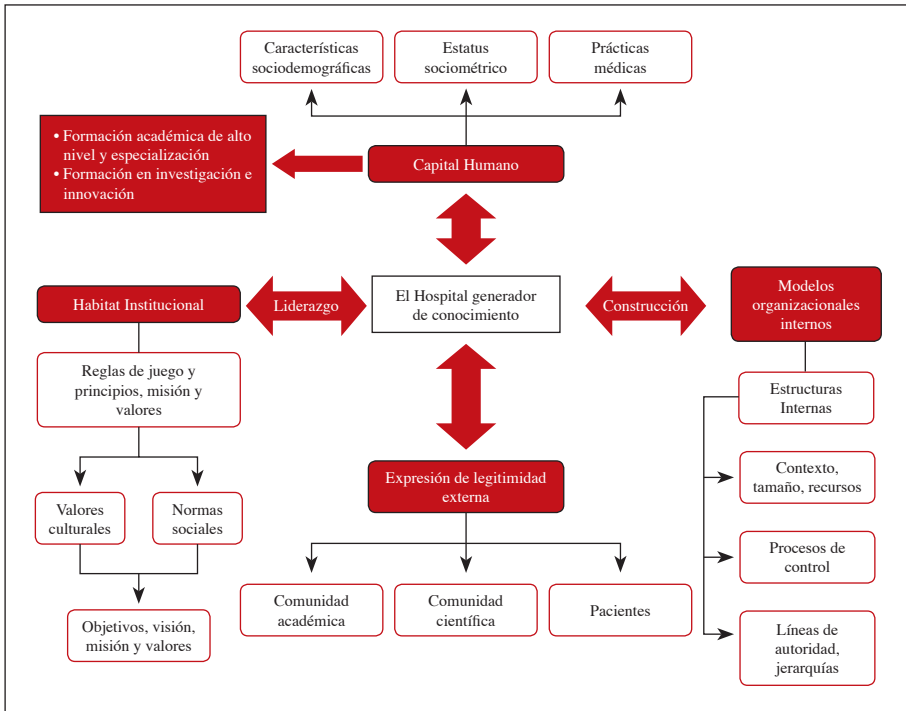 Características
sociodemográficas
Estatus
sociométrico
Prácticas
médicas
• Formación académica de alto
nivel y especialización
• Formación en investigación e
innovación
Capital Humano
Habitat Institucional
Liderazgo
El Hospital generador
de conocimiento
Construcción
Modelos
organizacionales
internos
Reglas de juego y
principios, misión y
valores
Valores
culturales
Normas
sociales
Objetivos, visión,
misión y valores
Expresión de legitimidad
externa
Comunidad
académica
Comunidad
científica
Pacientes
Estructuras
Internas
Contexto,
tamaño, recursos
Procesos de
control
Líneas de
autoridad,
jerarquías